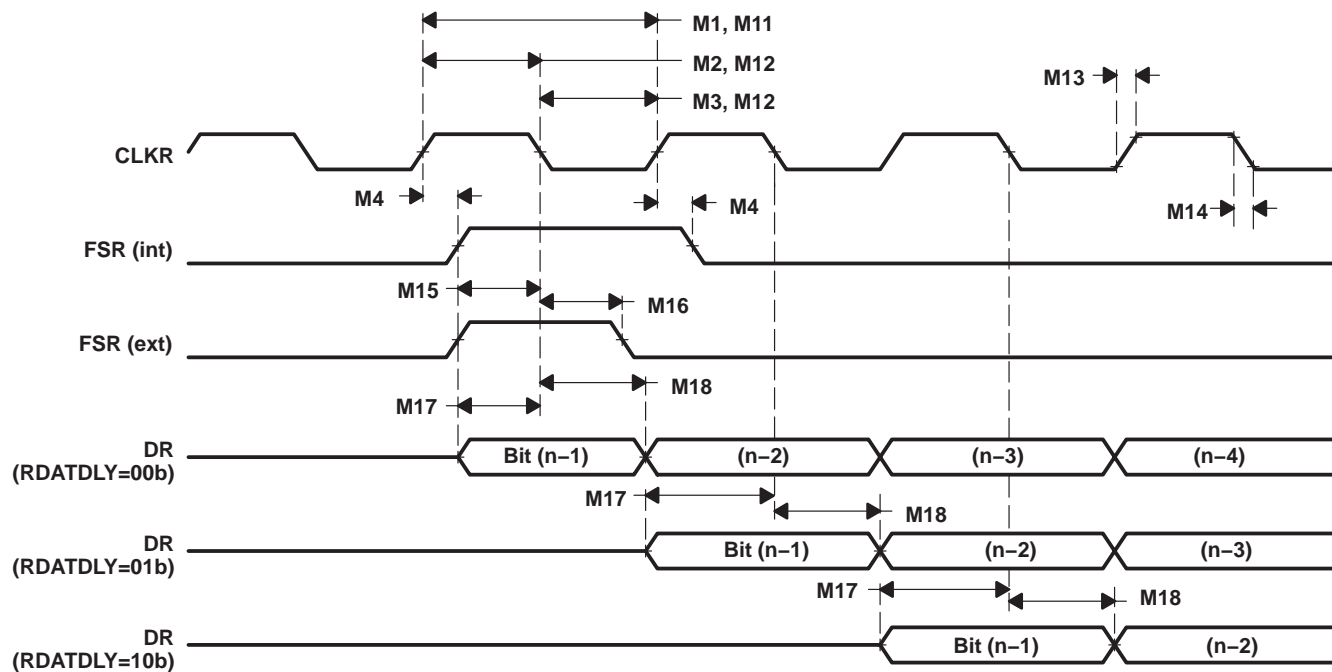 M1, M11
M2, M12
M3, M12
M13
CLKR
M4
M4
M14
FSR (int)
M15
M16
FSR (ext)
M18
M17
DR
(RDATDLY=00b)
Bit (n−1)
(n−2)
(n−3)
(n−4)
M17
M18
DR
(RDATDLY=01b)
Bit (n−1)
(n−2)
(n−3)
M17
M18
DR
(RDATDLY=10b)
Bit (n−1)
(n−2)